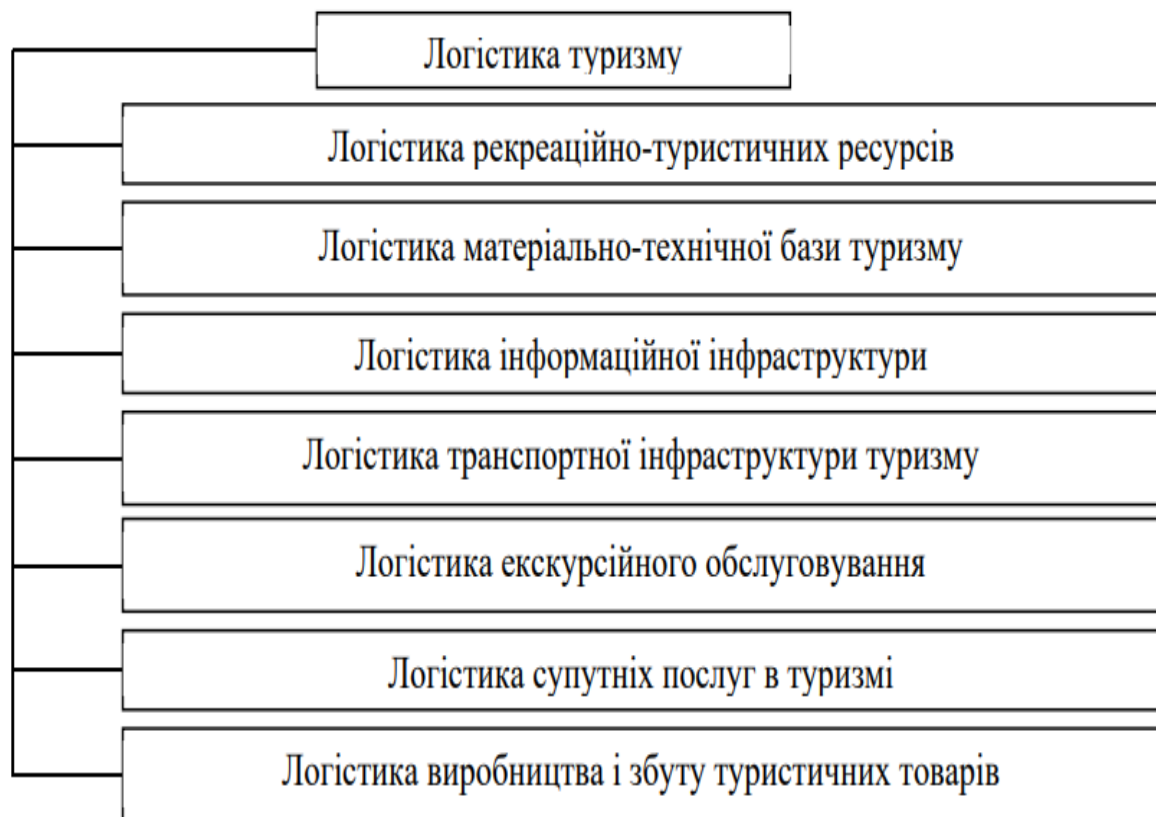 Логістика туризму
Логістика рекреаційно-туристичних ресурсів
Логістика матеріально-технічної бази туризму
Логістика інформаційної інфраструктури
Логістика транспортної інфраструктури туризму
Логістика екскурсійного обслуговування
Логістика супутніх послуг в туризмі
Логістика виробництва і збуту туристичних товарів